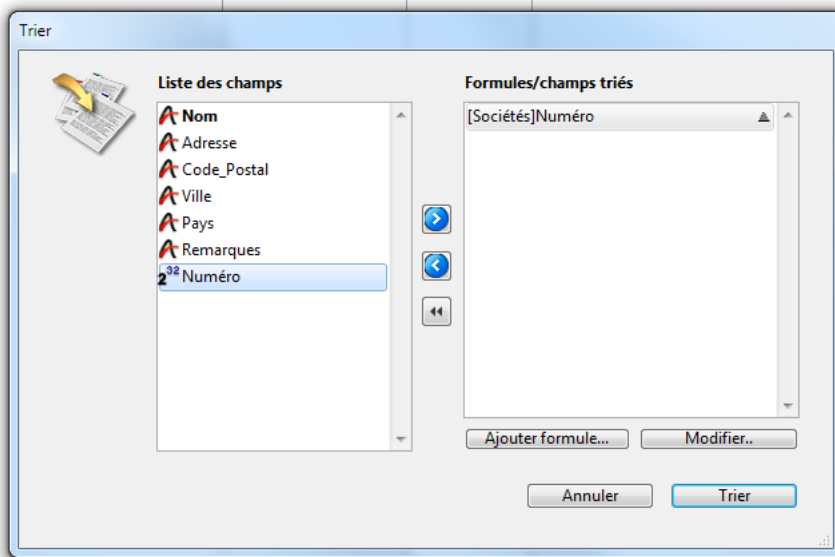 Trier
Liste des champs
Nom
Adresse
Code_Postal
Ville
Pays
Remarques
2³² Numéro
Formules/champs triés
[Sociétés]Numéro
Ajouter formule...
Modifier..
Annuler
Trier